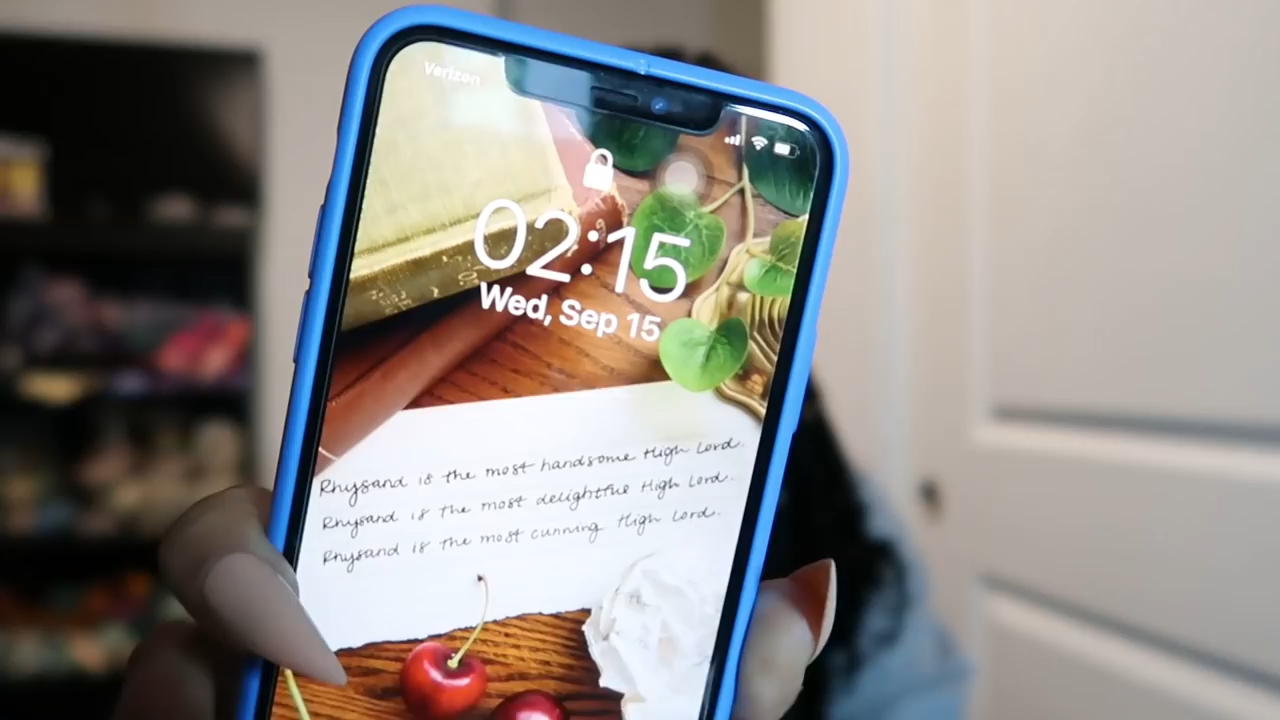 Verizon
02:15
Wed, Sep 15
Rhysand is the most handsome High Lord.
Rhysand is the most delightful High Lord.
Rhysand is the most cunning High Lord.